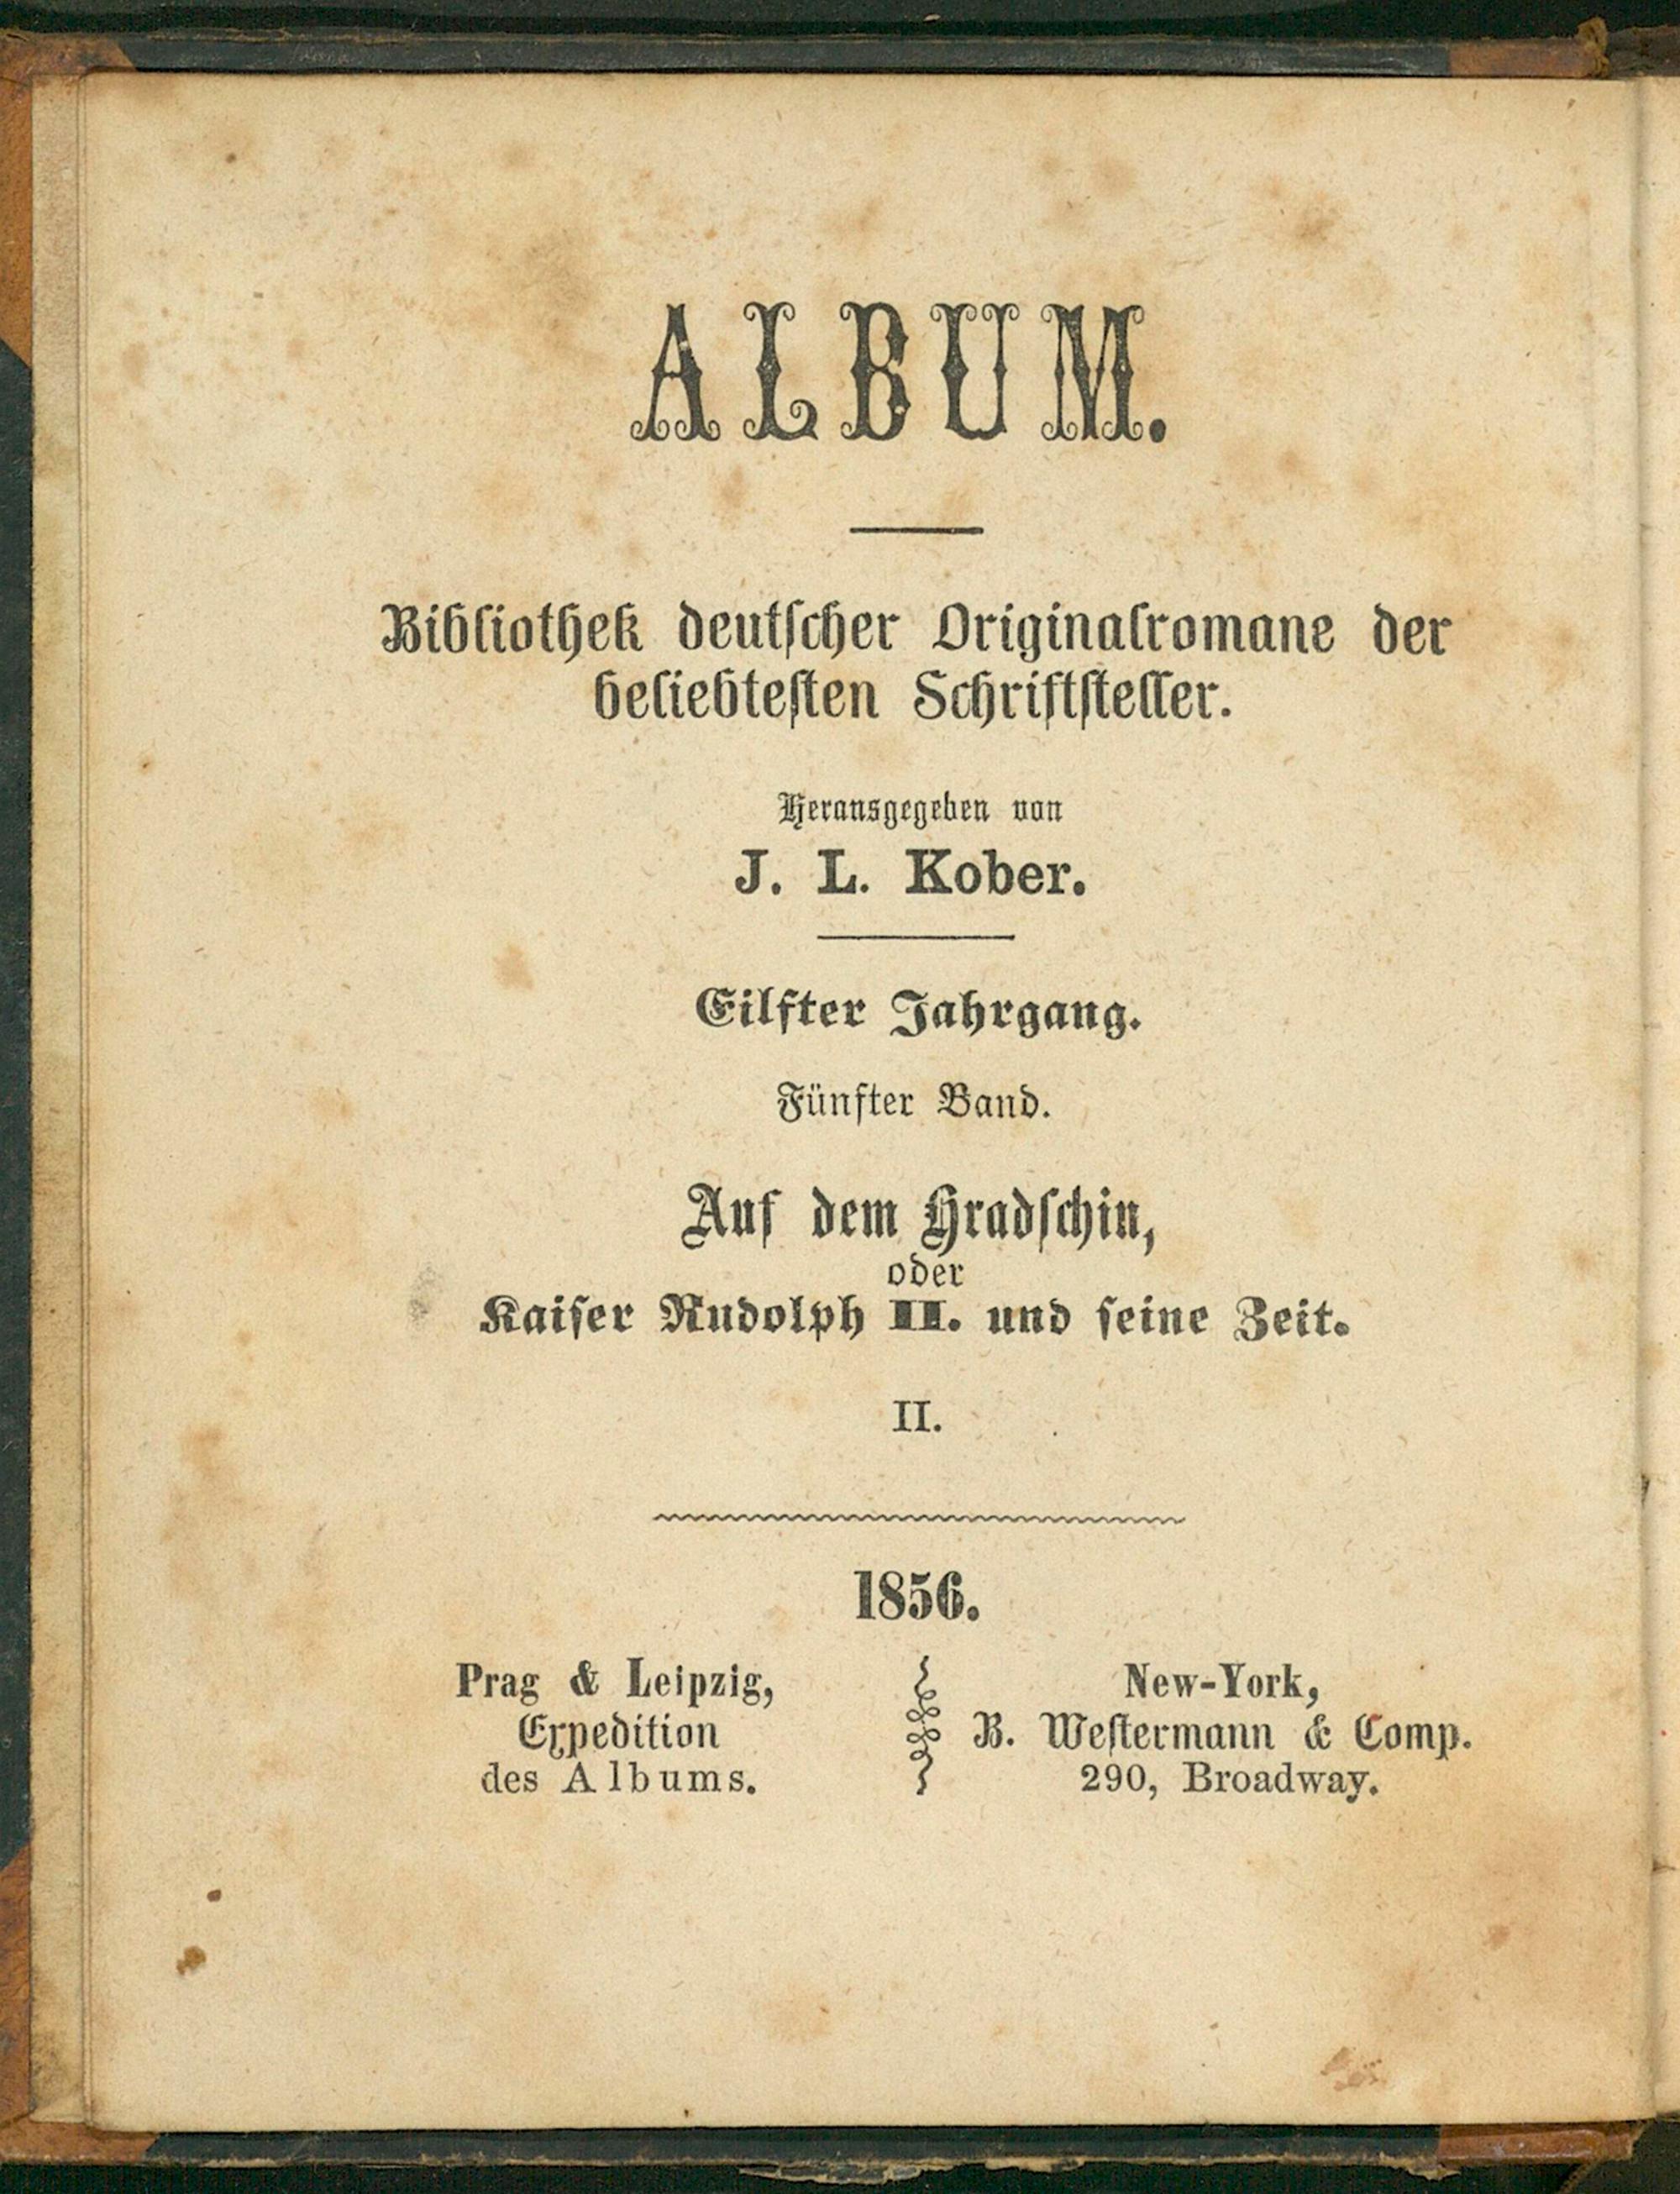 ALBUM.
Bibliothek deutscher Originalromane der
beliebtesten Schriftsteller.
Herausgegeben von
J. L. Kober.
Eilfter Jahrgang.
Fünfter Band.
Auf dem Hradschin,
oder
Kaiser Rudolph II. und seine Zeit.
II.
1856.
Prag & Leipzig,
Expedition
des Albums.
New-York,
B. Westermann & Comp.
290, Broadway.